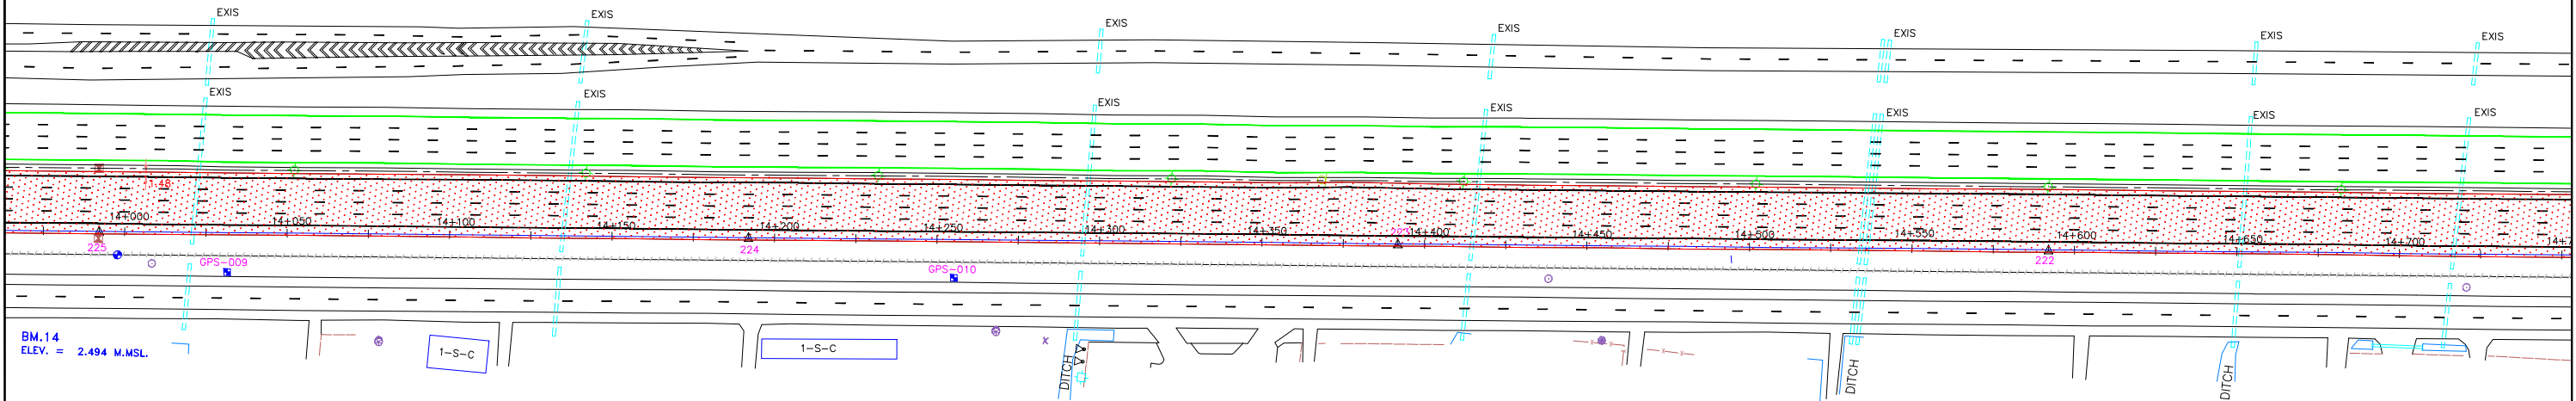 EXIS
EXIS
EXIS
EXIS
EXIS
EXIS
EXIS
EXIS
EXIS
EXIS
EXIS
EXIS
EXIS
EXIS
1.48
14+000
14+050
14+100
14+150
14+200
14+250
14+300
14+350
14+400
14+450
14+500
14+550
14+600
14+650
14+700
225
224
222
GPS-009
GPS-010
BM.14
ELEV. = 2.494 M.MSL.
1-S-C
1-S-C
DITCH
DITCH
DITCH